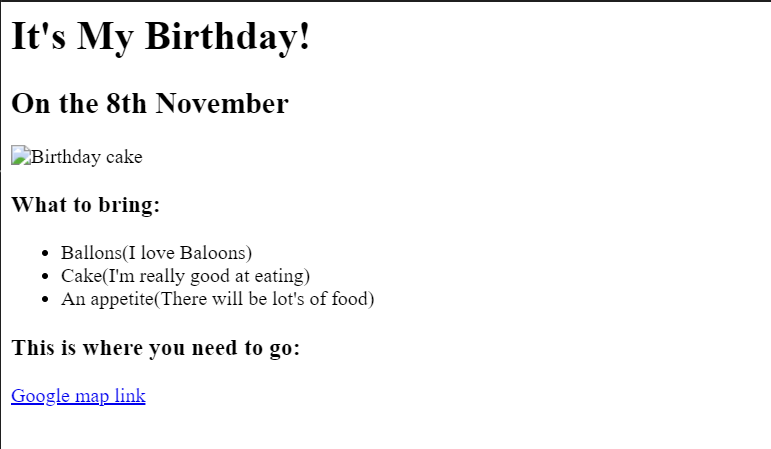 It's My Birthday!
On the 8th November
Birthday cake
What to bring:
Ballons(I love Baloons)
Cake(I'm really good at eating)
An appetite(There will be lot's of food)
This is where you need to go:
Google map link